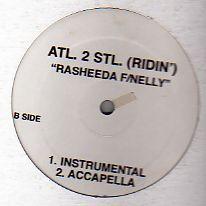 ATL. 2 STL. (RIDIN')
"RASHEEDA F/NELLY"
B SIDE
1. INSTRUMENTAL
2. ACCAPELLA